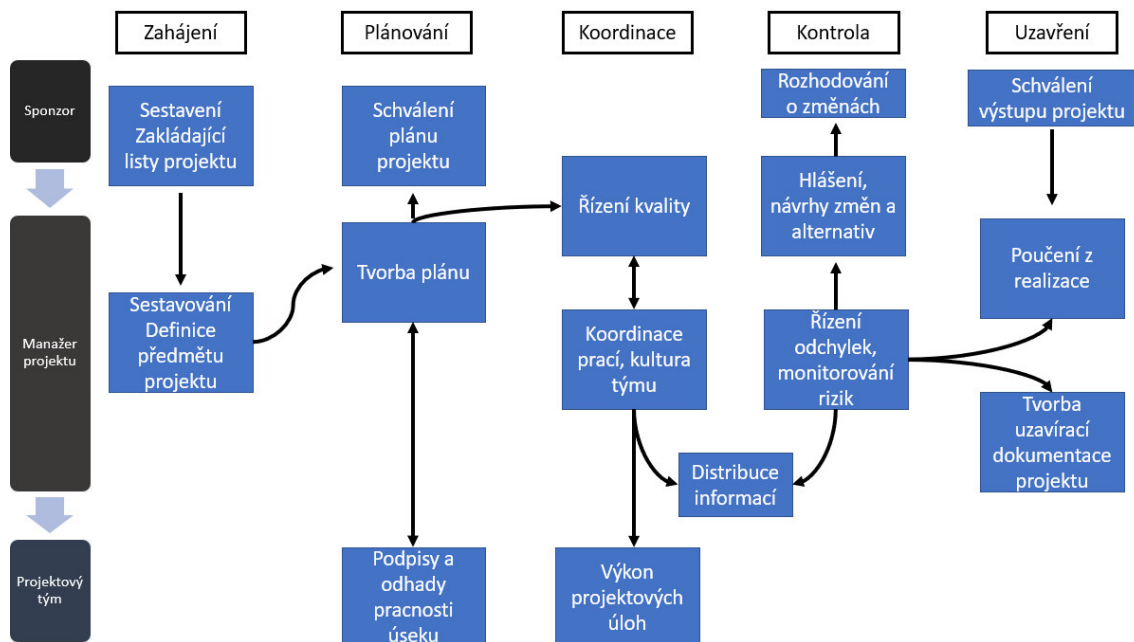 Zahájení
Plánování
Koordinace
Kontrola
Uzavření
Sponzor
Sestavení
Zakládající
listy projektu
Schválení
plánu
projektu
Rozhodování
o změnách
Schválení
výstupu projektu
Manažer
projektu
Sestavování
Definice
předmětu
projektu
Tvorba plánu
Řízení kvality
Koordinace
prací, kultura
týmu
Hlášení,
návrhy změn a
alternativ
Řízení
odchylek,
monitorování
rizik
Distribuce
informací
Poučení z
realizace
Tvorba
uzavírací
dokumentace
projektu
Projektový
tým
Podpisy a
odhady
pracnosti
úseku
Výkon
projektových
úloh